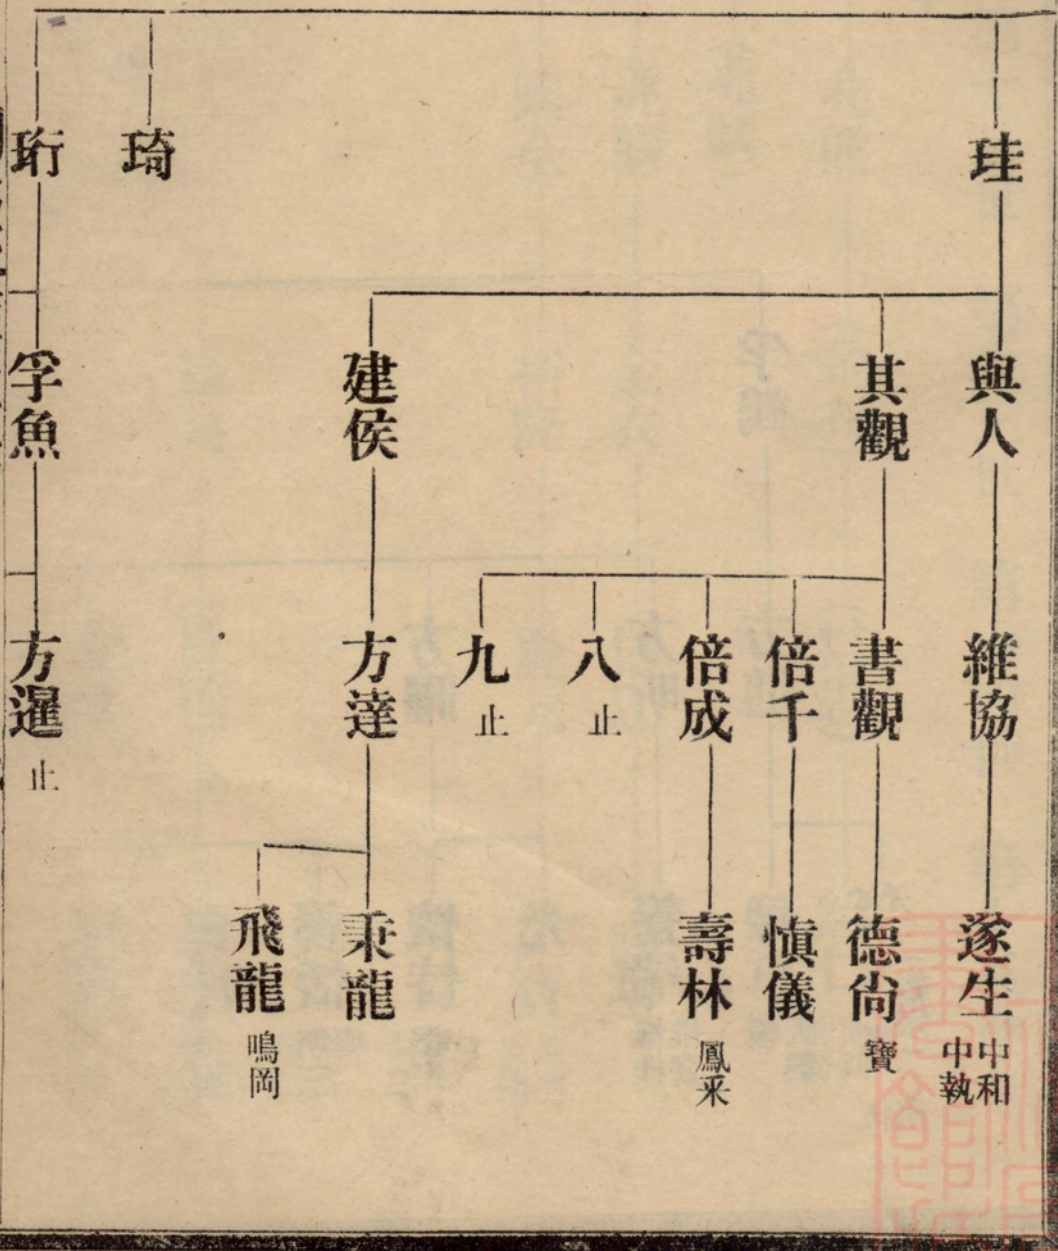 珪
琦
珩
與人
其觀
建侯
孚魚
維協
書觀
倍千
倍成
八 止
九 止
方達
方暹 止
遂生 中和 中執
德尙 寶
慎儀
壽林 鳳采
秉龍
飛龍 鳴岡